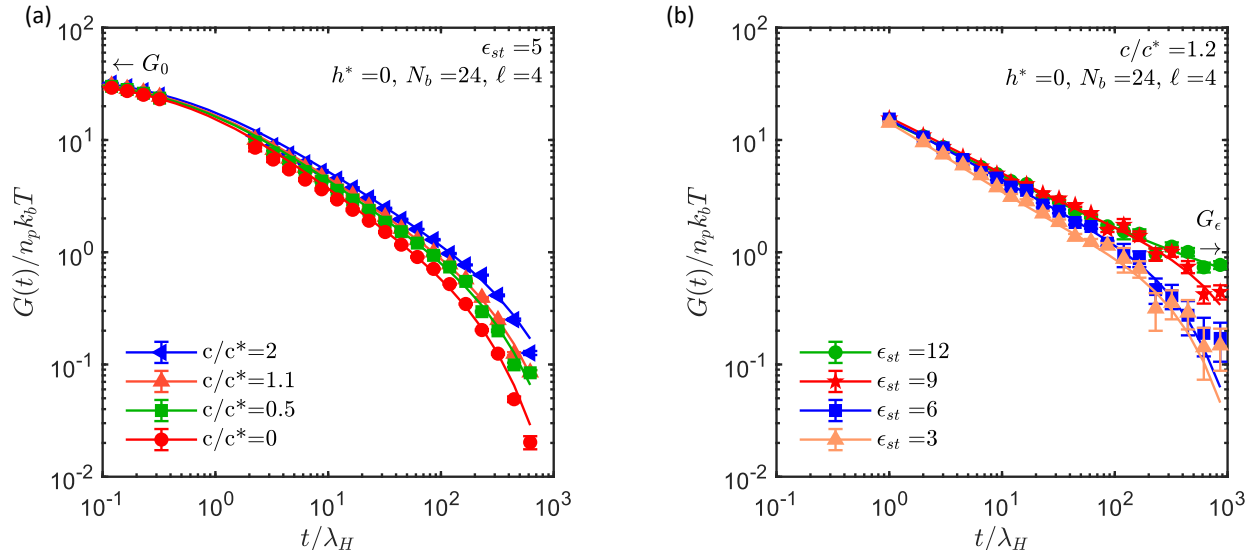 (a)
10^2
10^1
10^0
10^-1
10^-2
G(t)/n_p k_b T
← G_0
ϵ_st =5
h* =0, N_b =24, ℓ =4
c/c*=2
c/c*=1.1
c/c*=0.5
c/c*=0
10^-1 10^0 10^1 10^2 10^3
t/λ_H
(b)
10^2
10^1
10^0
10^-1
10^-2
G(t)/n_p k_b T
c/c* =1.2
h* =0, N_b =24, ℓ =4
G_ϵ
→
ϵ_st =12
ϵ_st =9
ϵ_st =6
ϵ_st =3
10^-1 10^0 10^1 10^2 10^3
t/λ_H